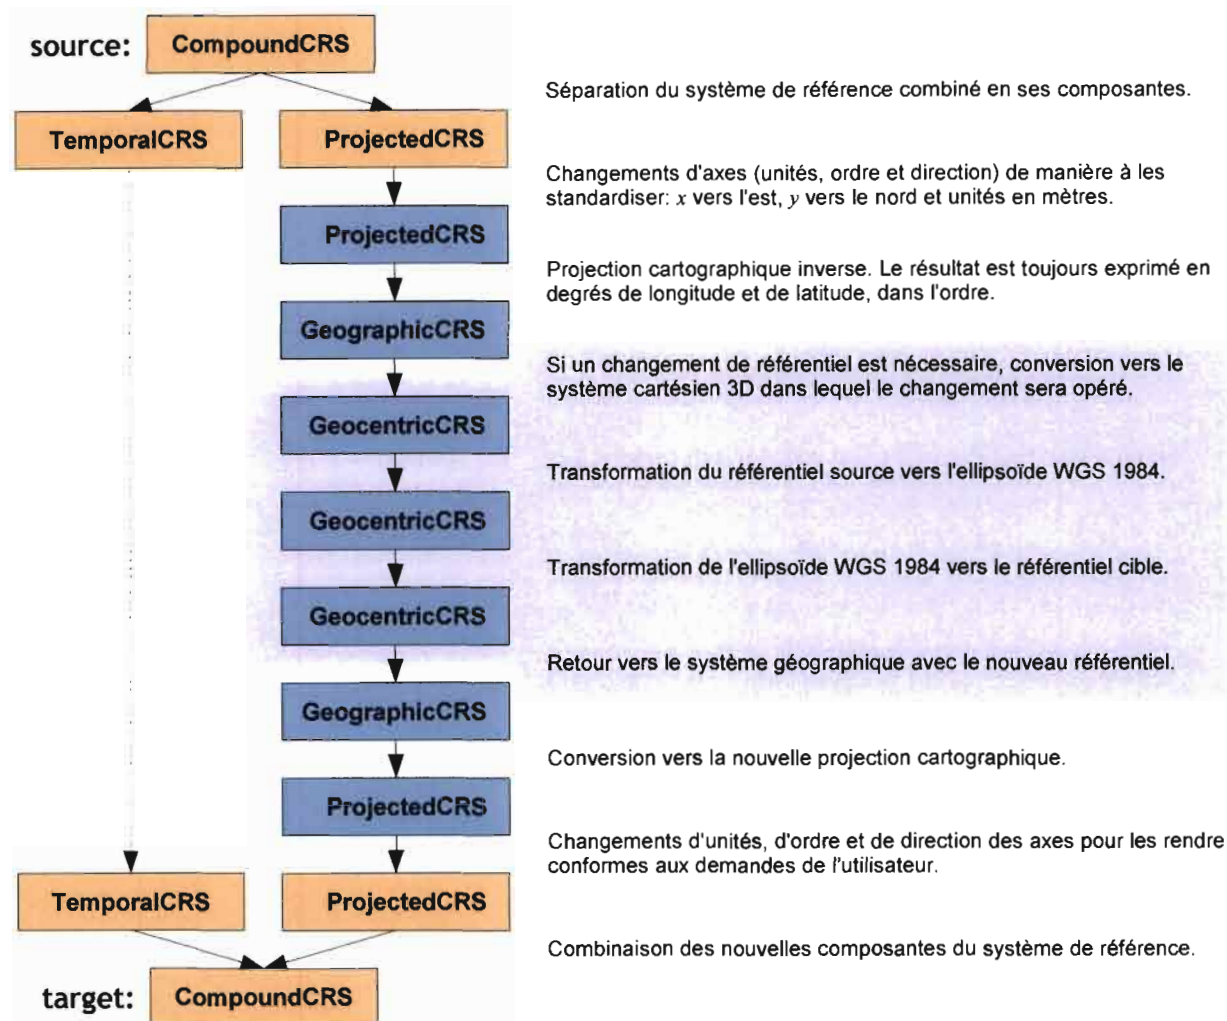 source: CompoundCRS
Séparation du système de référence combiné en ses composantes.
TemporalCRS ProjectedCRS
Changements d'axes (unités, ordre et direction) de manière à les
standardiser: x vers l'est, y vers le nord et unités en mètres.
ProjectedCRS
Projection cartographique inverse. Le résultat est toujours exprimé en
degrés de longitude et de latitude, dans l'ordre.
GeographicCRS
Si un changement de référentiel est nécessaire, conversion vers le
système cartésien 3D dans lequel le changement sera opéré.
GeocentricCRS
Transformation du référentiel source vers l'ellipsoïde WGS 1984.
GeocentricCRS
Transformation de l'ellipsoïde WGS 1984 vers le référentiel cible.
GeocentricCRS
Retour vers le système géographique avec le nouveau référentiel.
GeographicCRS
Conversion vers la nouvelle projection cartographique.
ProjectedCRS
Changements d'unités, d'ordre et de direction des axes pour les rendre
conformes aux demandes de l'utilisateur.
TemporalCRS ProjectedCRS
Combinaison des nouvelles composantes du système de référence.
target: CompoundCRS